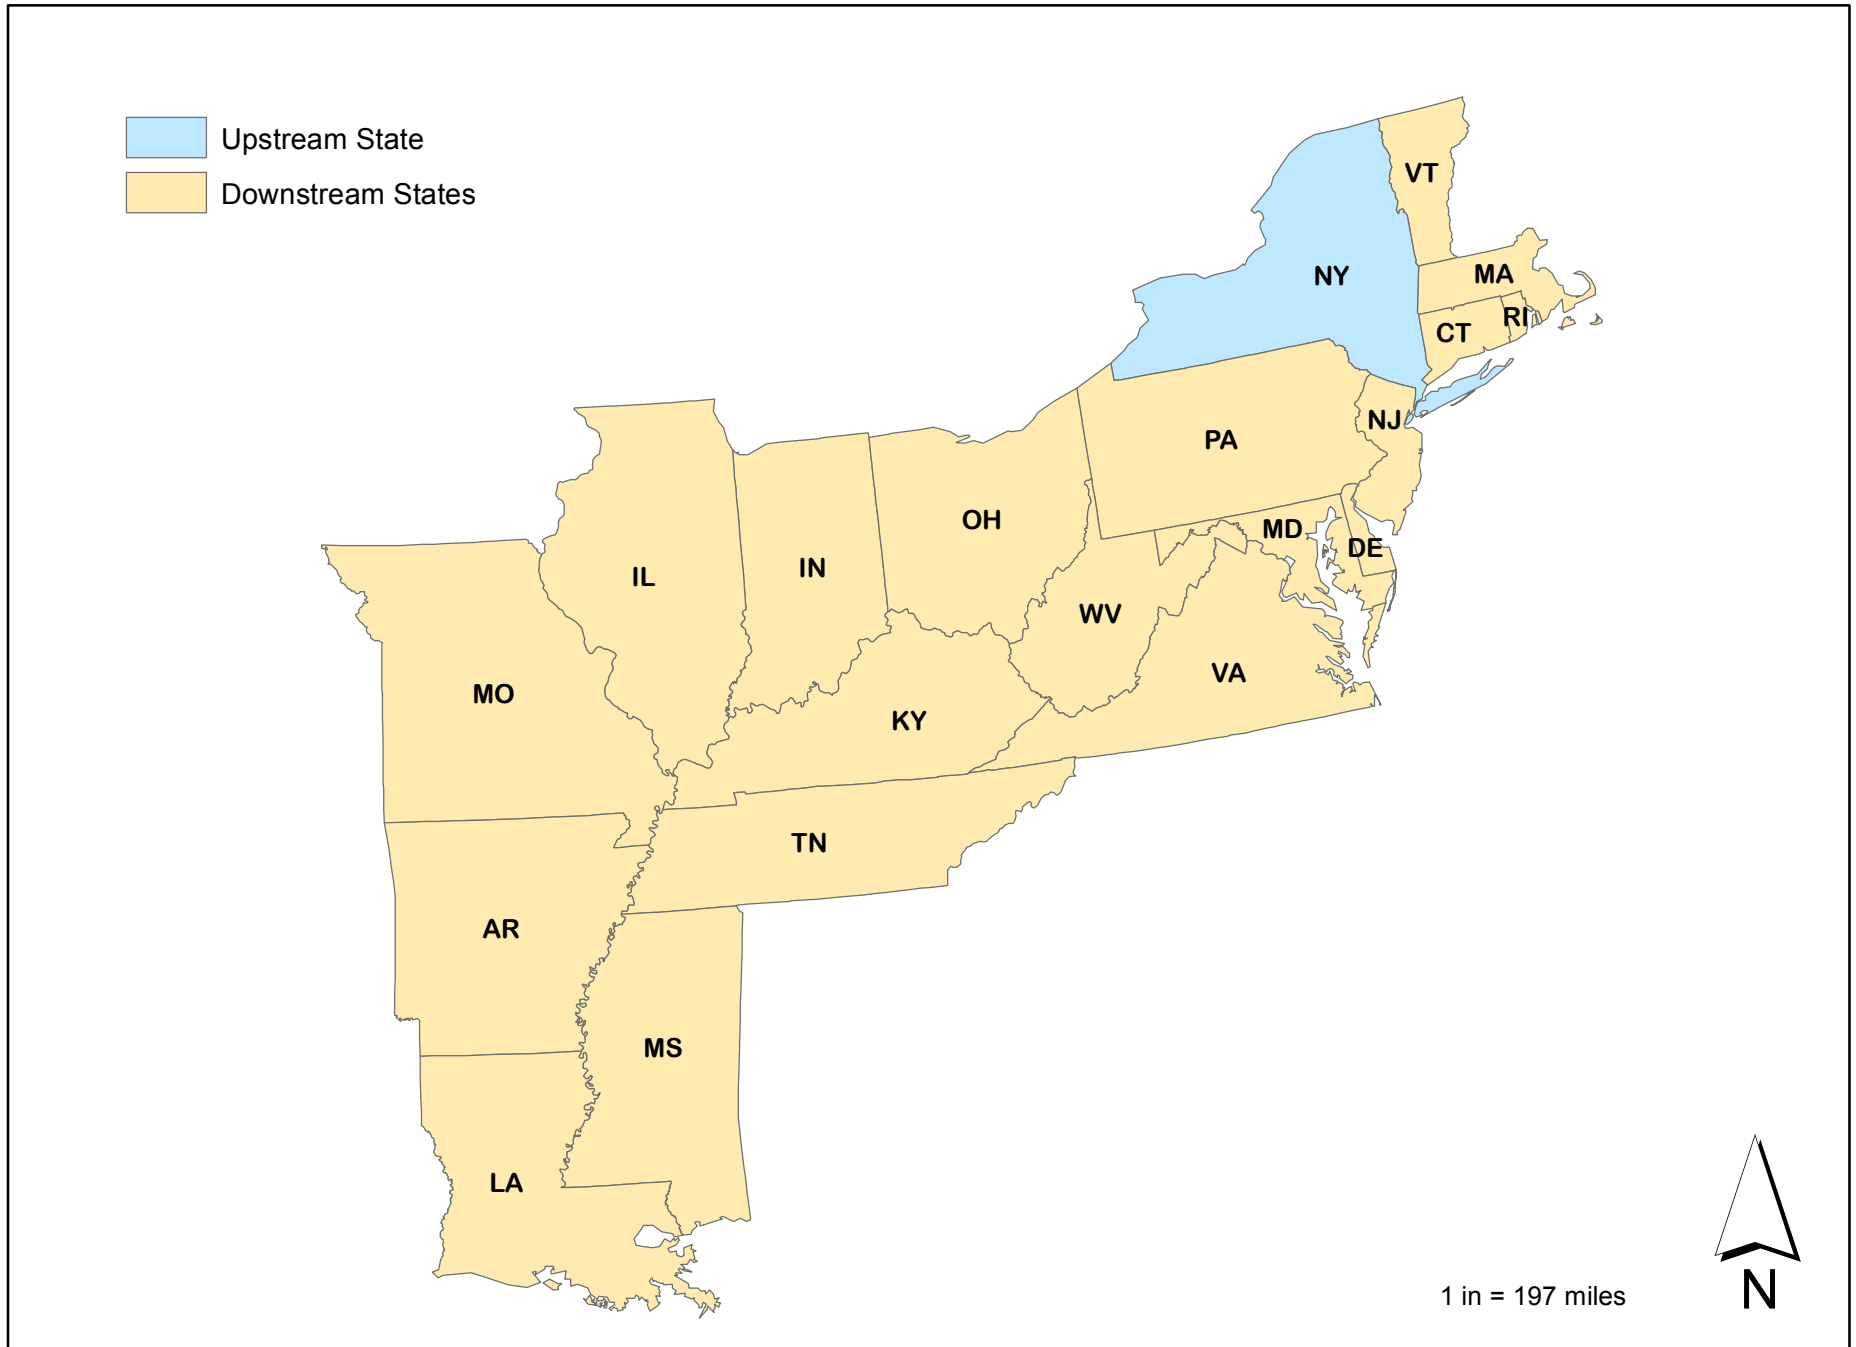 Upstream State
Downstream States
VT
NY
MA
RI
CT
NJ
PA
OH
MD
DE
IN
IL
WV
VA
MO
KY
TN
AR
MS
LA
1 in = 197 miles
N